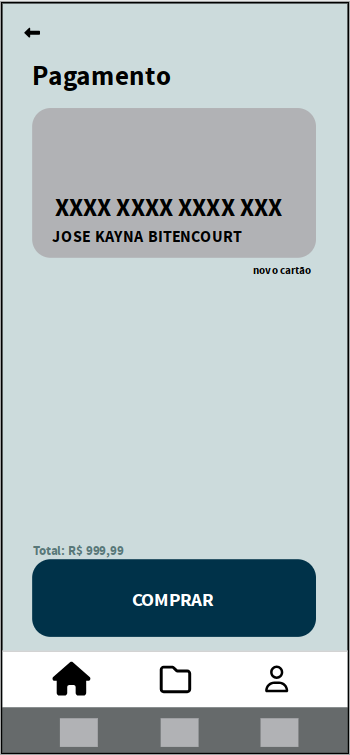 Pagamento
XXXX XXXX XXXX XXX
JOSE KAYNA BITENCOURT
novo cartão
Total: R$ 999,99
COMPRAR